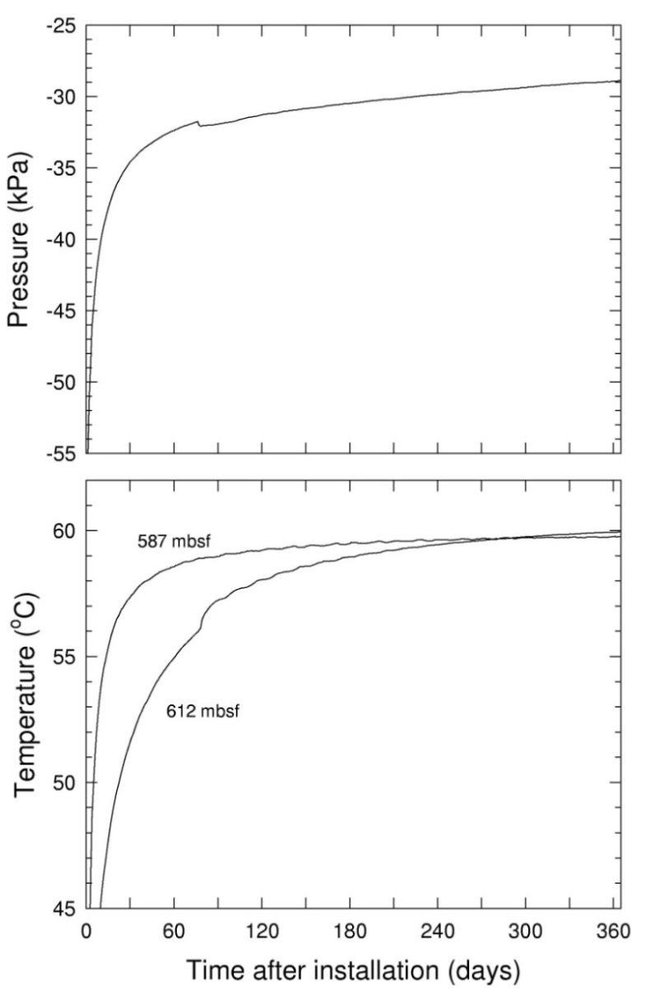 -25
-30
-35
-40
-45
-50
-55
Pressure (kPa)
60
55
50
45
Temperature (°C)
587 mbsf
612 mbsf
0 60 120 180 240 300 360
Time after installation (days)